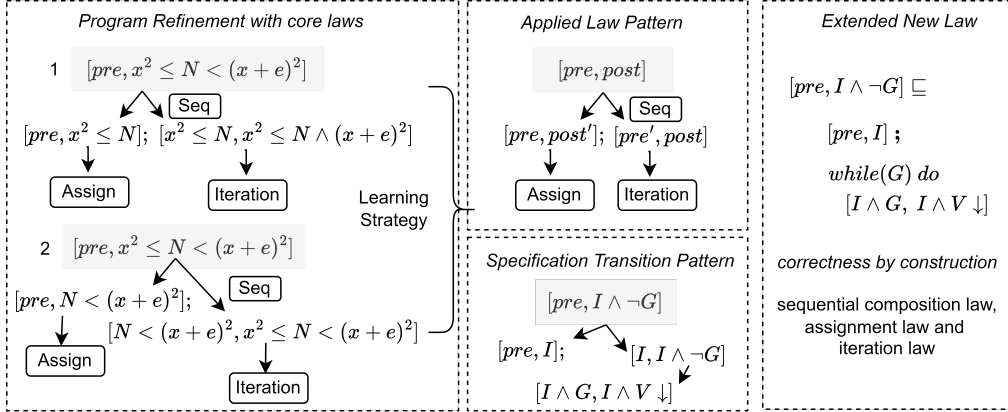 Program Refinement with core laws
1
[pre, x² ≤ N < (x + e)²]
Seq
[pre, x² ≤ N]; [x² ≤ N, x² ≤ N ∧ (x + e)²]
Assign
Iteration
2
[pre, x² ≤ N < (x + e)²]
Seq
[pre, N < (x + e)²];
[N < (x + e)², x² ≤ N < (x + e)²]
Assign
Iteration
Learning
Strategy
Applied Law Pattern
[pre, post]
Seq
[pre, post′]; [pre′, post]
Assign
Iteration
Specification Transition Pattern
[pre, I ∧ ¬G]
[pre, I];
[I, I ∧ ¬G]
[I ∧ G, I ∧ V ↓]
Extended New Law
[pre, I ∧ ¬G] ⊑
[pre, I] ;
while(G) do
[I ∧ G, I ∧ V ↓]
correctness by construction
sequential composition law,
assignment law and
iteration law